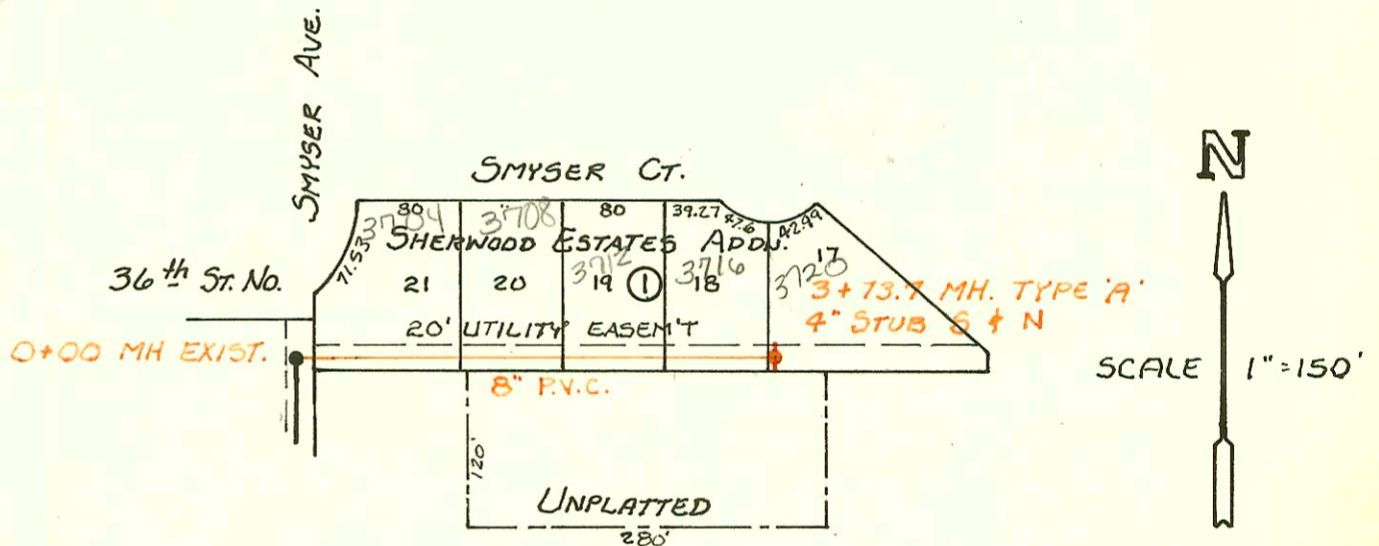 SMYSER AVE.
SMYSER CT.
N
80 80 39.27 47.6 42.99
3704 3708
71.53
SHERWOOD ESTATES ADDN.
3712 3716 3720
36th ST. NO.
21 20 19 1 18 17
3+73.7 MH. TYPE 'A'
4" STUB S & N
20' UTILITY EASEM'T
0+00 MH EXIST.
SCALE 1"=150'
8" P.V.C.
120'
UNPLATTED
280'